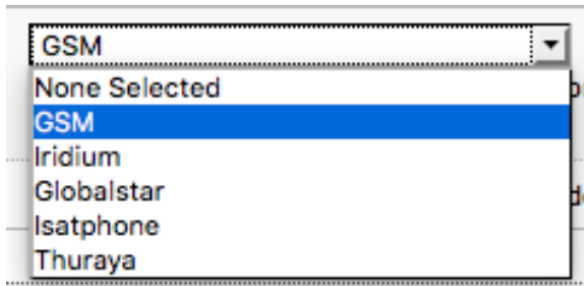 GSM
None Selected
GSM
Iridium
Globalstar
Isatphone
Thuraya